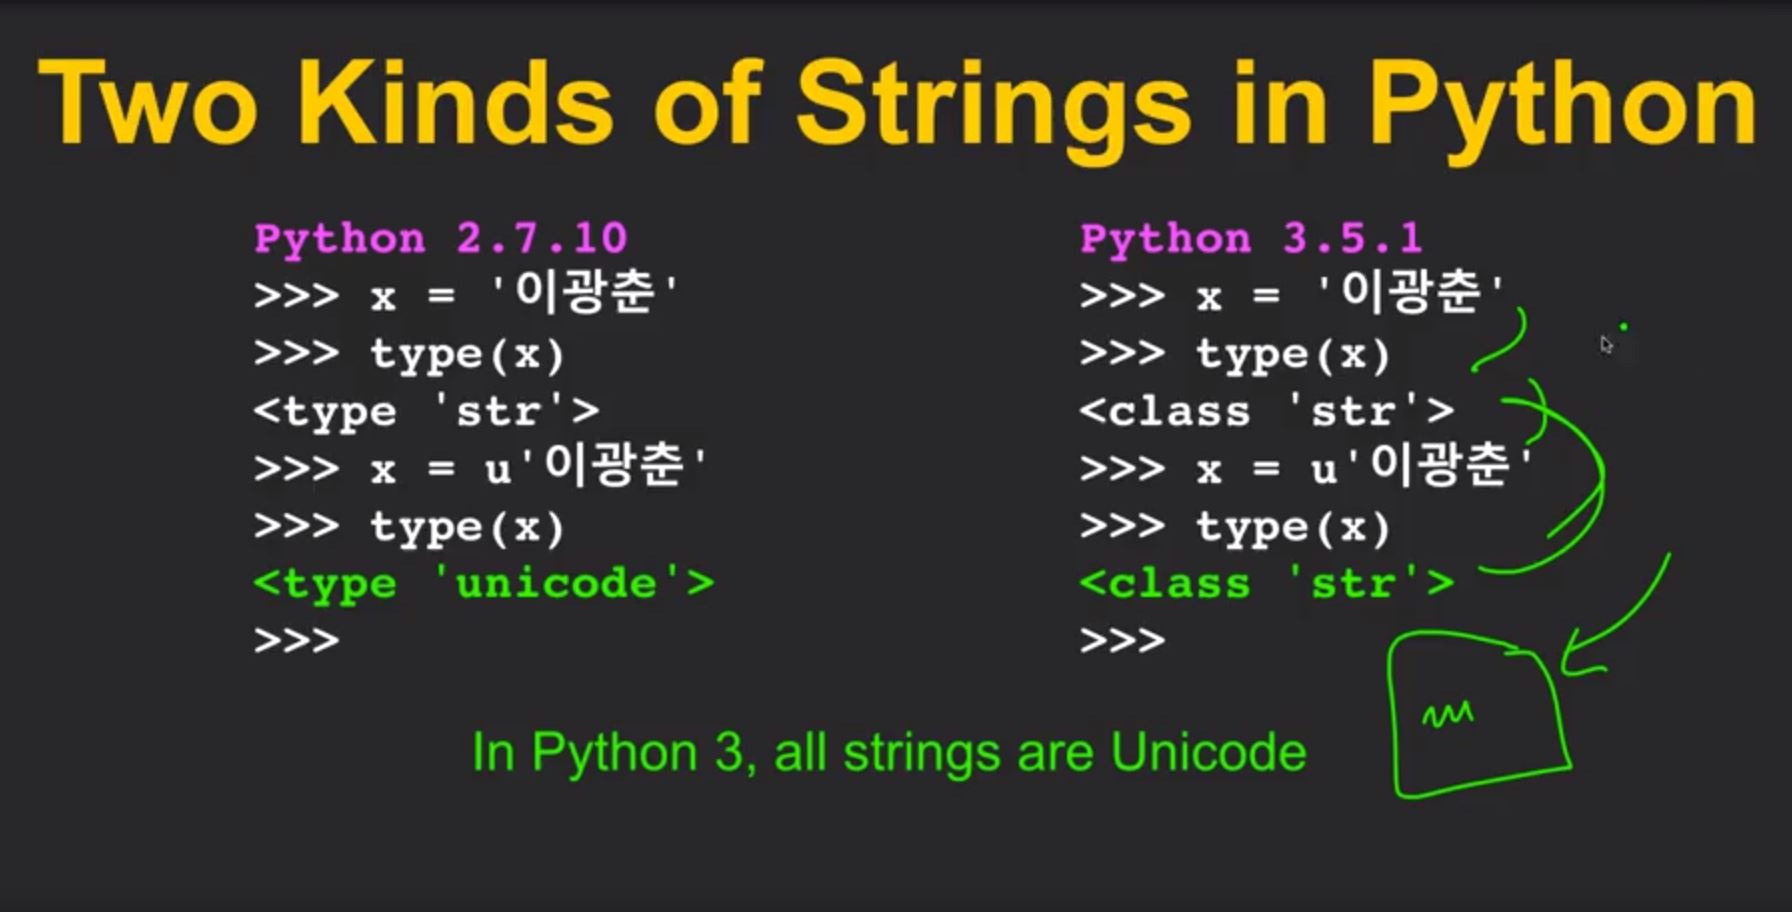 Two Kinds of Strings in Python
Python 2.7.10
>>> x = '이광춘'
>>> type(x)
<type 'str'>
>>> x = u'이광춘'
>>> type(x)
<type 'unicode'>
>>>
Python 3.5.1
>>> x = '이광춘'
>>> type(x)
<class 'str'>
>>> x = u'이광춘'
>>> type(x)
<class 'str'>
>>>
In Python 3, all strings are Unicode